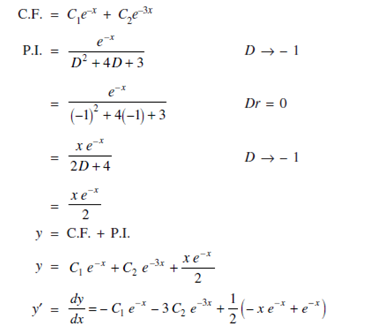 C.F. = C₁e⁻ˣ + C₂e⁻³ˣ
P.I. = e⁻ˣ / (D² + 4D + 3)    D → – 1
= e⁻ˣ / ((–1)² + 4(–1) + 3)    Dr = 0
= x e⁻ˣ / (2D + 4)    D → – 1
= x e⁻ˣ / 2
y = C.F. + P.I.
y = C₁ e⁻ˣ + C₂ e⁻³ˣ + x e⁻ˣ / 2
y′ = dy/dx = – C₁ e⁻ˣ – 3 C₂ e⁻³ˣ + 1/2 (– x e⁻ˣ + e⁻ˣ)